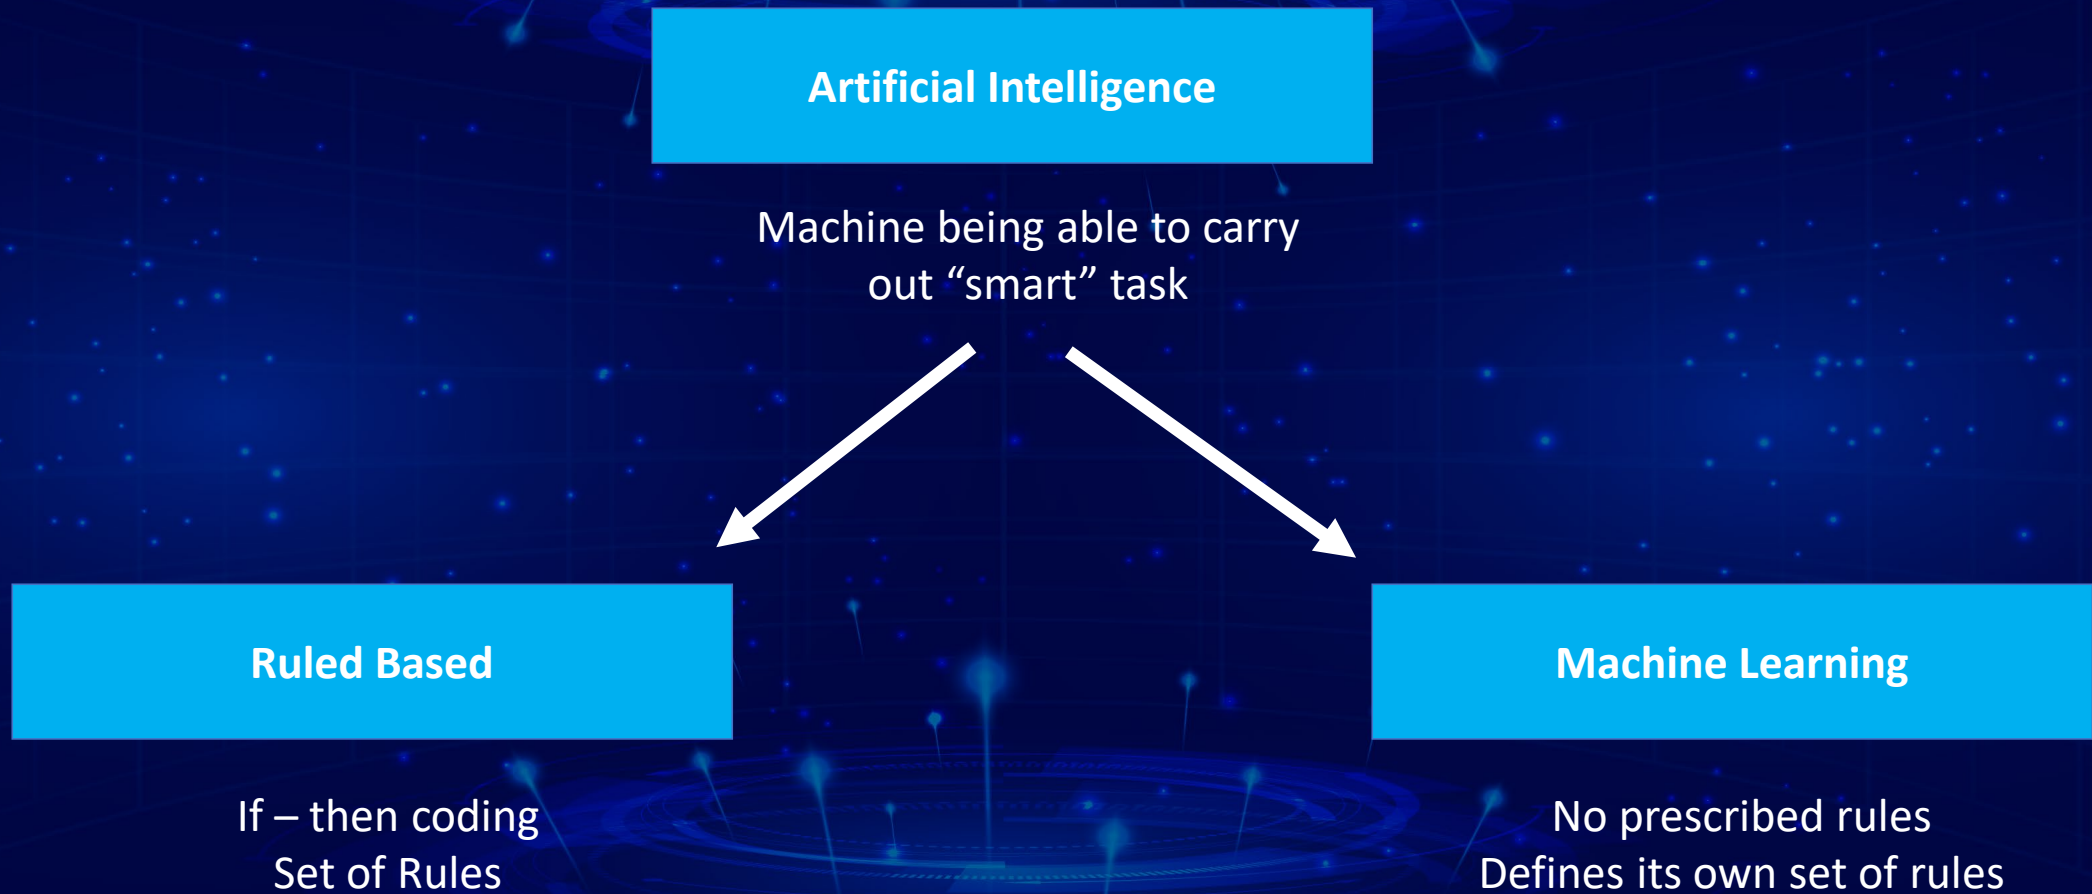 Artificial Intelligence
Machine being able to carry
out “smart” task
Ruled Based
Machine Learning
If – then coding
Set of Rules
No prescribed rules
Defines its own set of rules